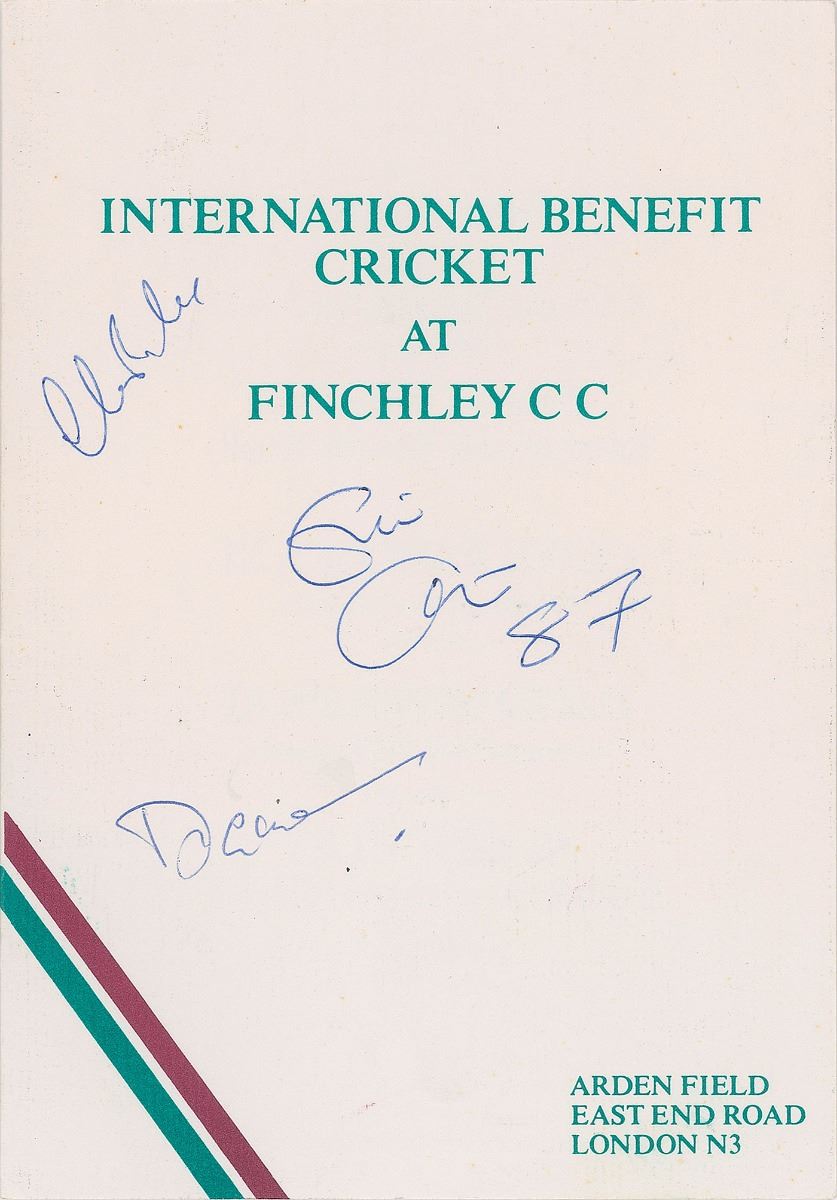 INTERNATIONAL BENEFIT
CRICKET
AT
FINCHLEY C C
87
ARDEN FIELD
EAST END ROAD
LONDON N3